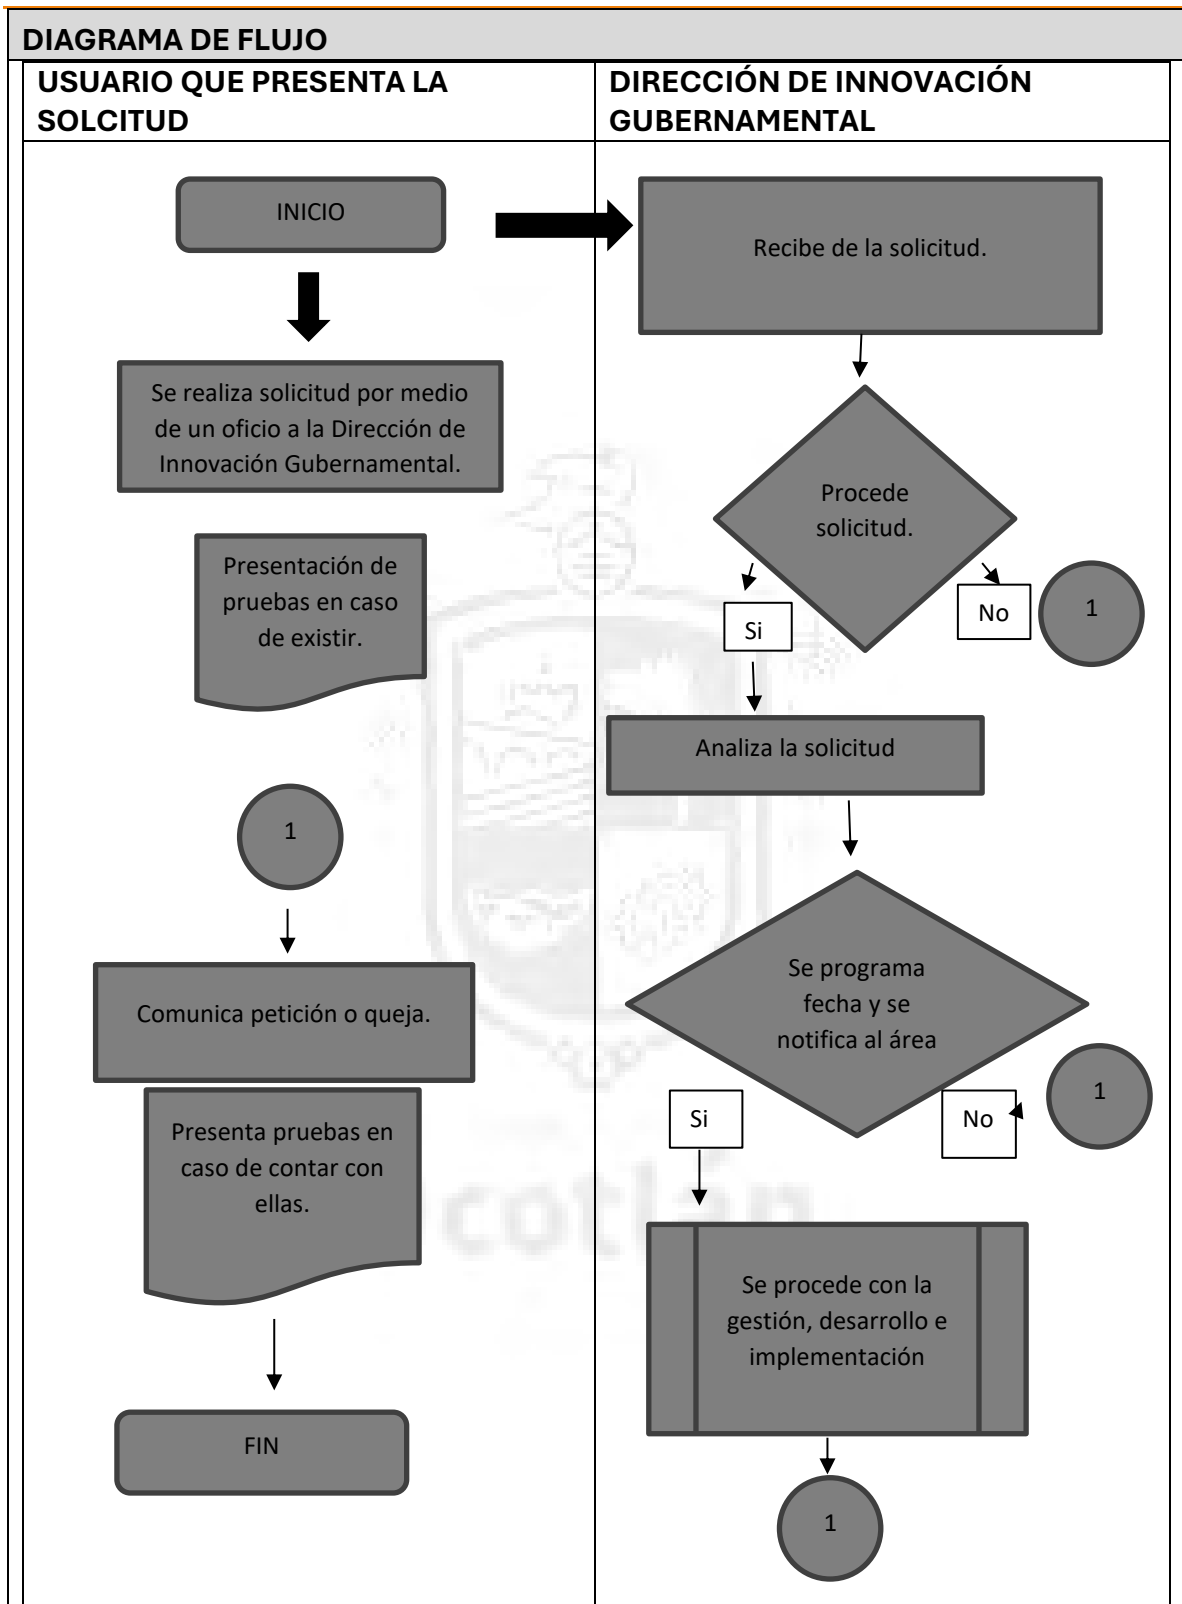 DIAGRAMA DE FLUJO
USUARIO QUE PRESENTA LA
SOLCITUD
INICIO
Se realiza solicitud por medio
de un oficio a la Dirección de
Innovación Gubernamental.
Presentación de
pruebas en caso
de existir.
1
Comunica petición o queja.
Presenta pruebas en
caso de contar con
ellas.
FIN
DIRECCIÓN DE INNOVACIÓN
GUBERNAMENTAL
Recibe de la solicitud.
Procede
solicitud.
Si
No
1
Analiza la solicitud
Se programa
fecha y se
notifica al área
Si
No
1
Se procede con la
gestión, desarrollo e
implementación
1